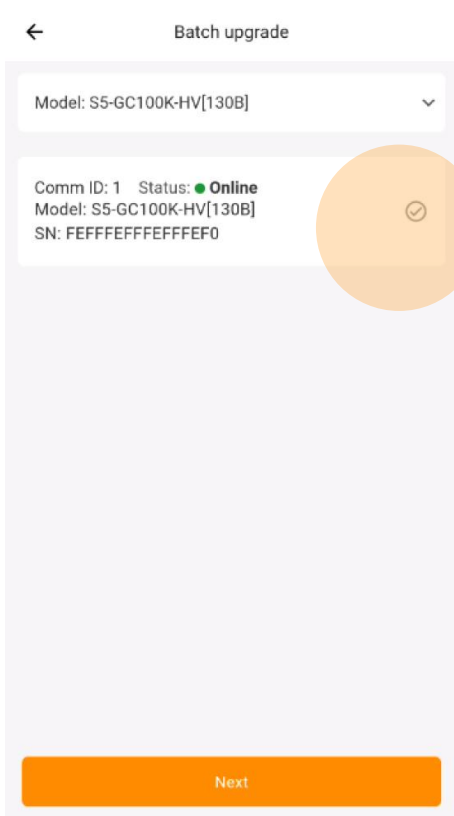 Batch upgrade
Model: S5-GC100K-HV[130B]
Comm ID: 1 Status: Online
Model: S5-GC100K-HV[130B]
SN: FEFFFEFFFEFFFEF0
Next